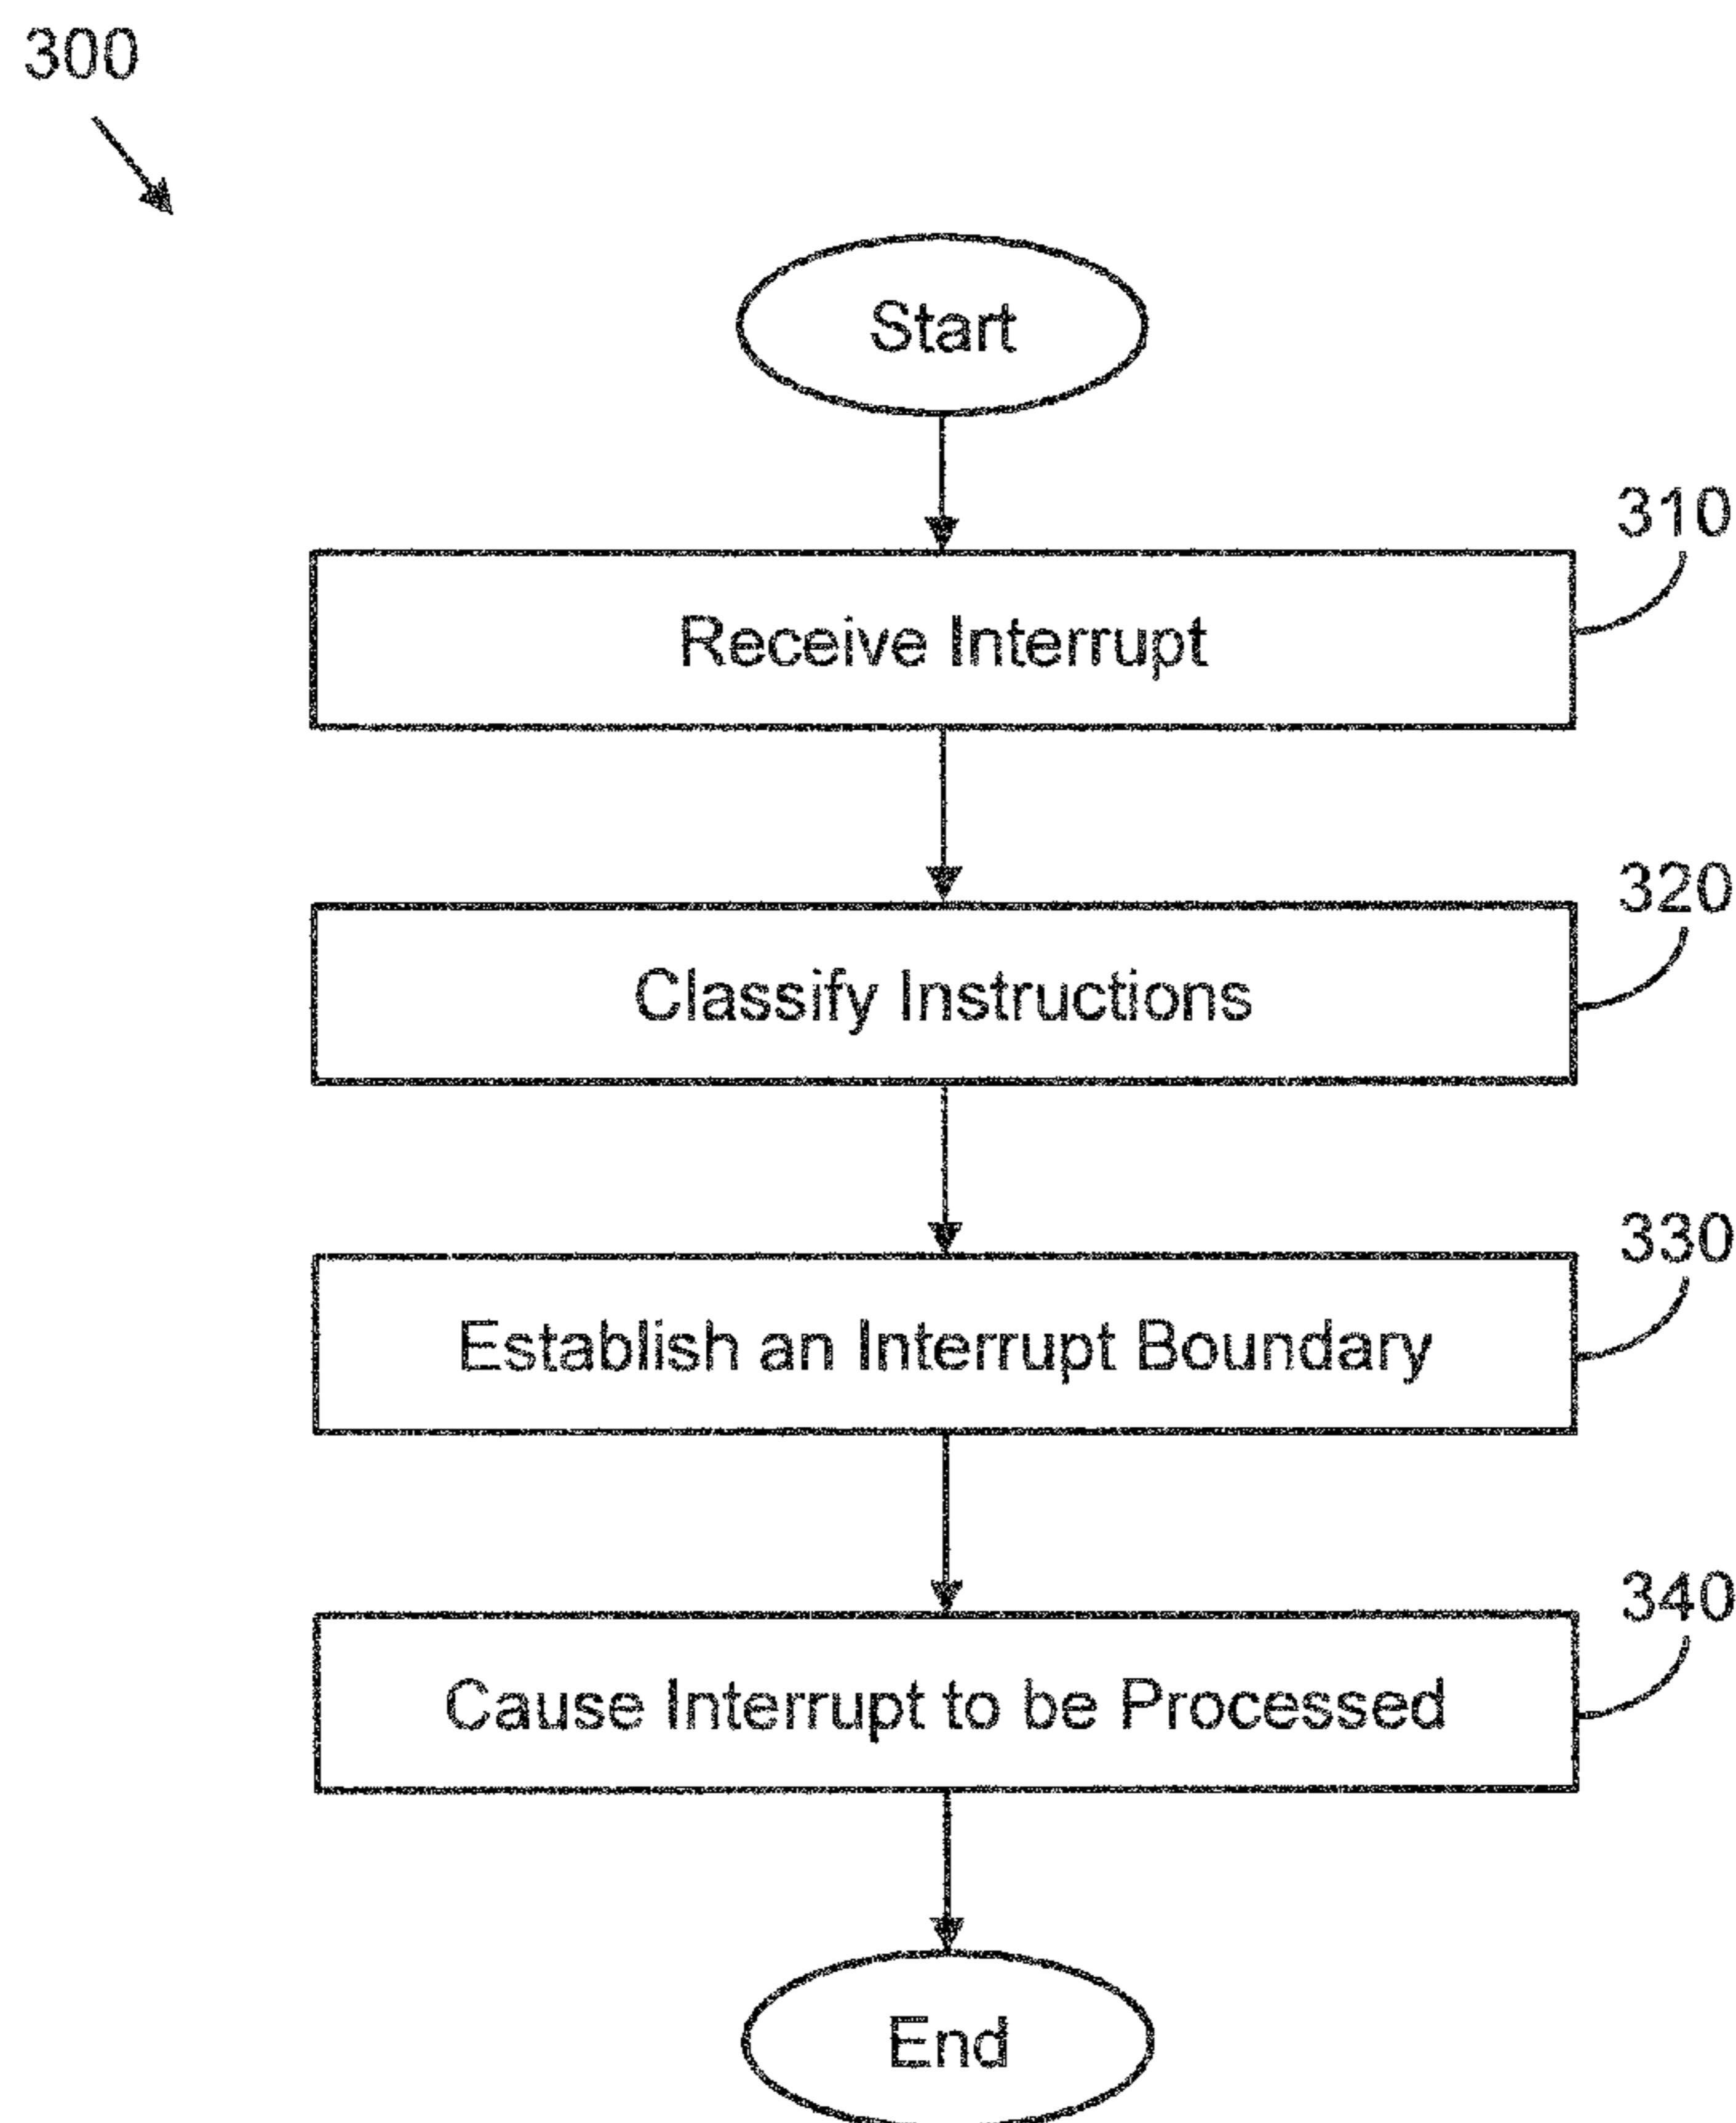 300
Start
310
Receive Interrupt
320
Classify Instructions
330
Establish an Interrupt Boundary
340
Cause Interrupt to be Processed
End